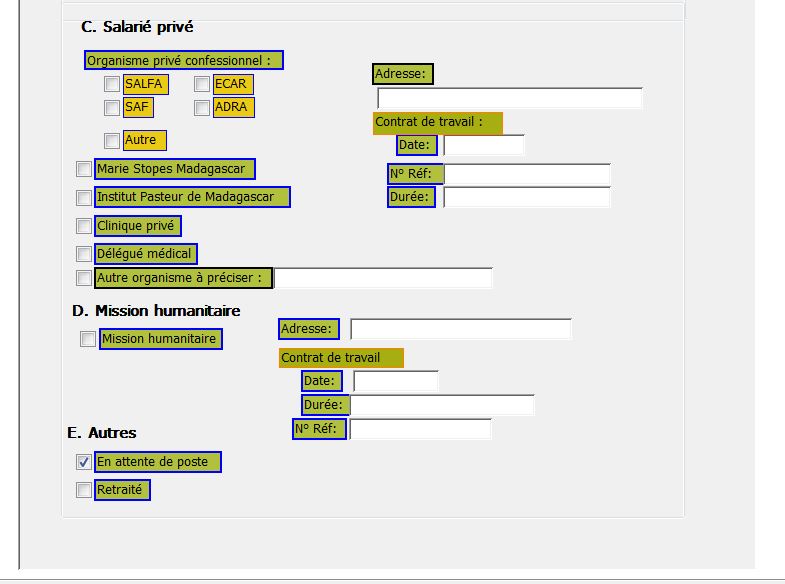 C. Salarié privé
Organisme privé confessionnel :
SALFA
ECAR
SAF
ADRA
Autre
Adresse:
Contrat de travail :
Date:
N° Réf:
Durée:
Marie Stopes Madagascar
Institut Pasteur de Madagascar
Clinique privé
Délégué médical
Autre organisme à préciser :
D. Mission humanitaire
Mission humanitaire
Adresse:
Contrat de travail
Date:
Durée:
N° Réf:
E. Autres
En attente de poste
Retraité